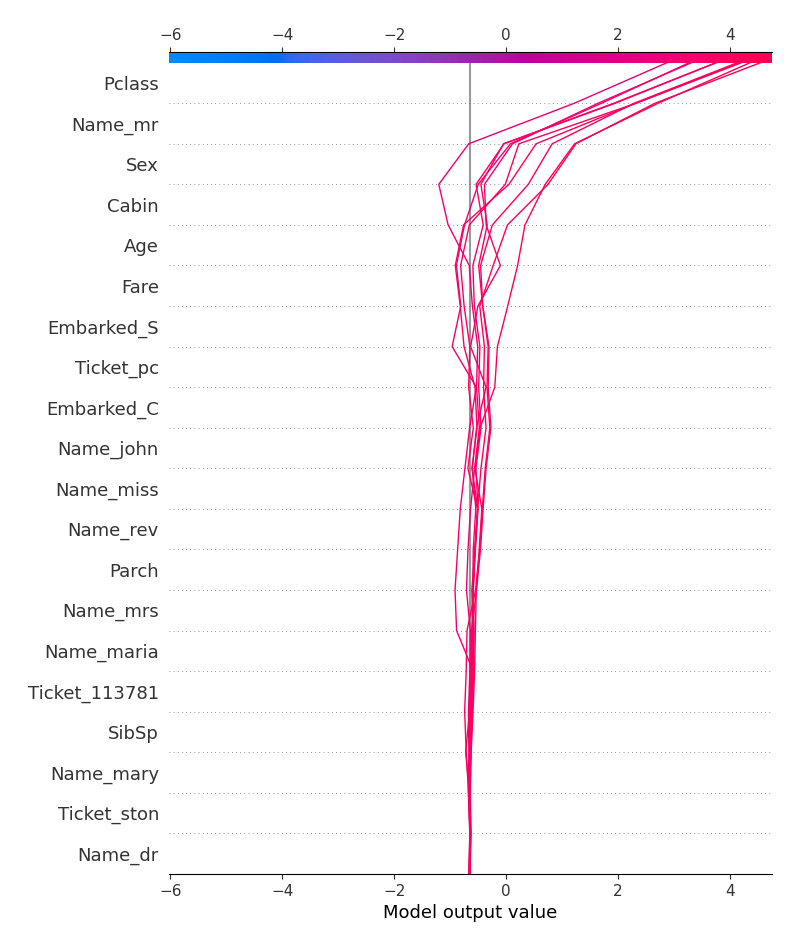 −6 −4 −2 0 2 4
Pclass
Name_mr
Sex
Cabin
Age
Fare
Embarked_S
Ticket_pc
Embarked_C
Name_john
Name_miss
Name_rev
Parch
Name_mrs
Name_maria
Ticket_113781
SibSp
Name_mary
Ticket_ston
Name_dr
−6 −4 −2 0 2 4
Model output value